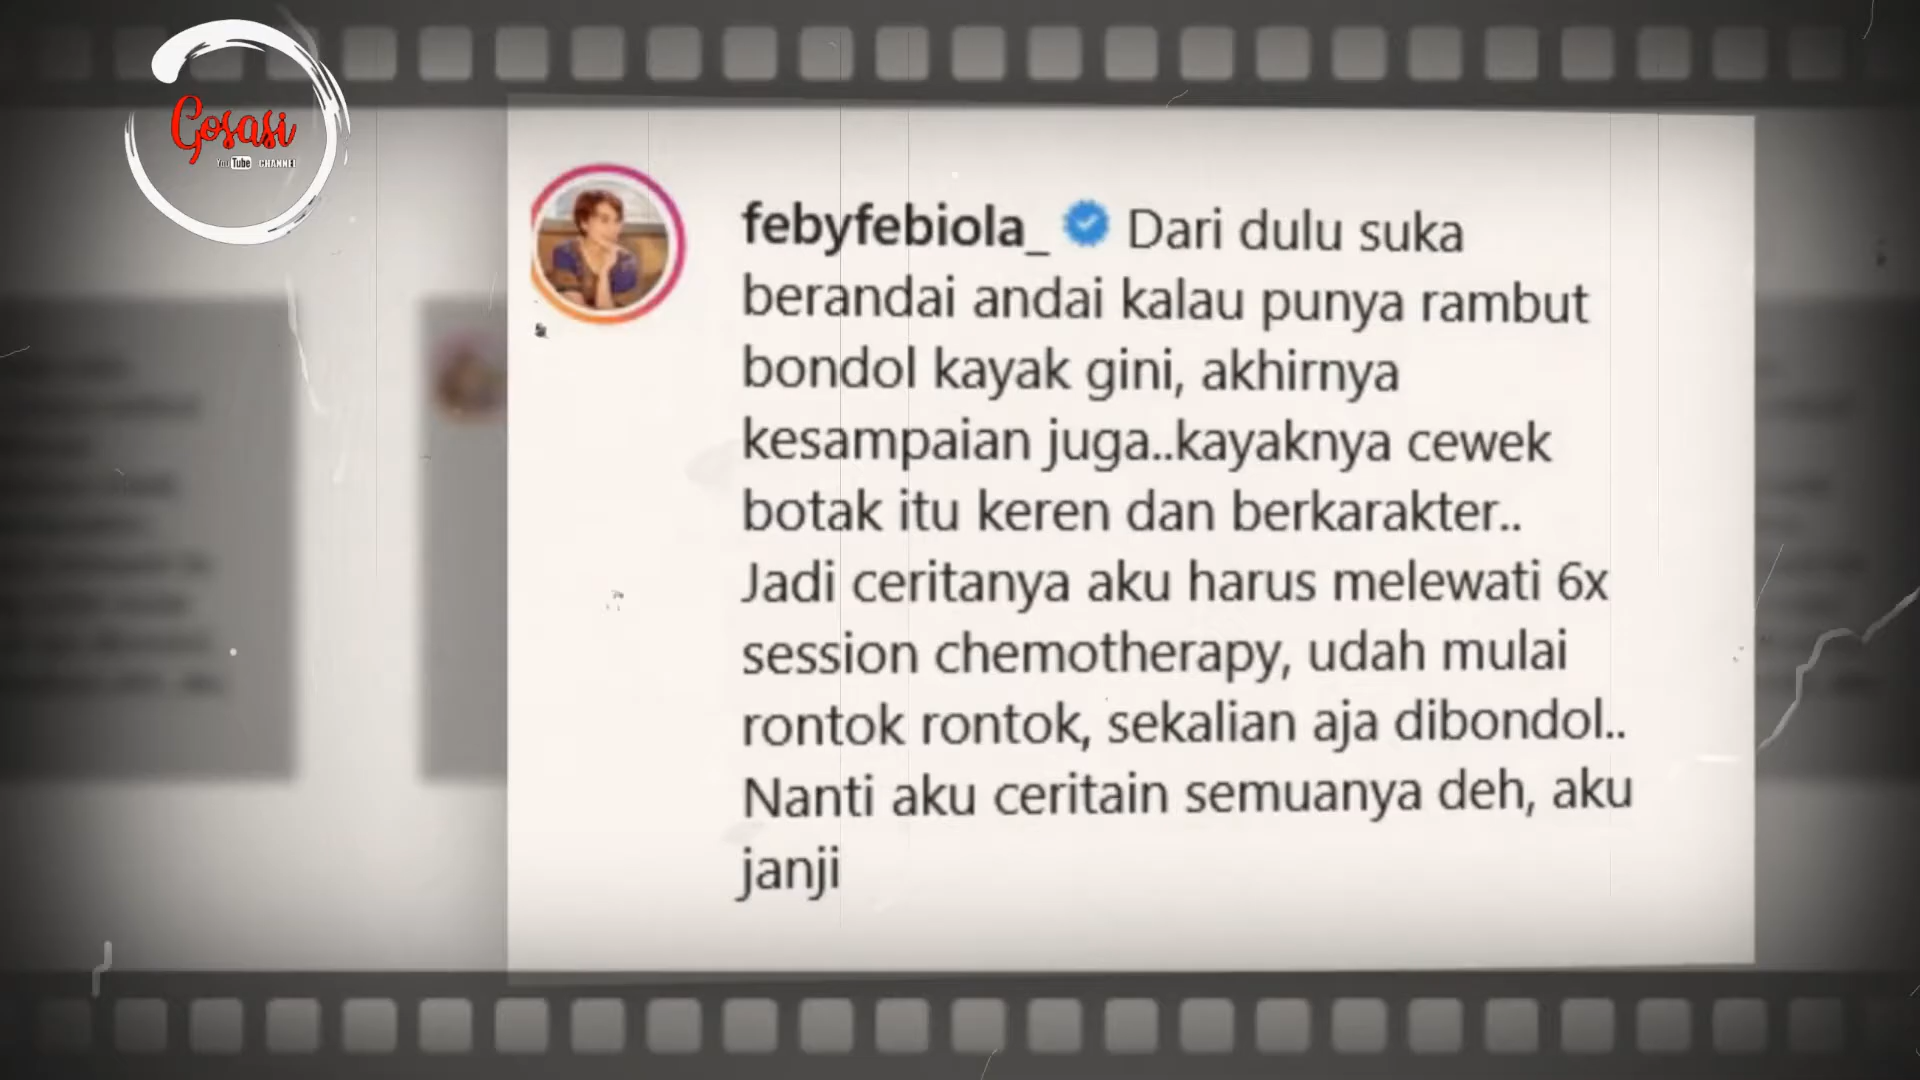 Gosasi
YouTube CHANNEL
febyfebiola_ Dari dulu suka
berandai andai kalau punya rambut
bondol kayak gini, akhirnya
kesampaian juga..kayaknya cewek
botak itu keren dan berkarakter..
Jadi ceritanya aku harus melewati 6x
session chemotherapy, udah mulai
rontok rontok, sekalian aja dibondol..
Nanti aku ceritain semuanya deh, aku
janji